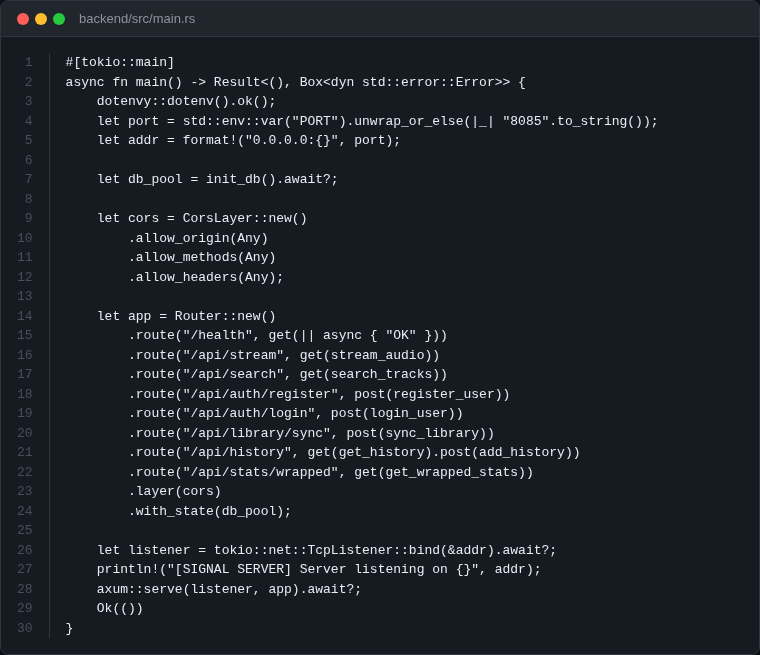 backend/src/main.rs
1 #[tokio::main]
2 async fn main() -> Result<(), Box<dyn std::error::Error>> {
3     dotenvy::dotenv().ok();
4     let port = std::env::var("PORT").unwrap_or_else(|_| "8085".to_string());
5     let addr = format!("0.0.0.0:{}", port);
6
7     let db_pool = init_db().await?;
8
9     let cors = CorsLayer::new()
10         .allow_origin(Any)
11         .allow_methods(Any)
12         .allow_headers(Any);
13
14     let app = Router::new()
15         .route("/health", get(|| async { "OK" }))
16         .route("/api/stream", get(stream_audio))
17         .route("/api/search", get(search_tracks))
18         .route("/api/auth/register", post(register_user))
19         .route("/api/auth/login", post(login_user))
20         .route("/api/library/sync", post(sync_library))
21         .route("/api/history", get(get_history).post(add_history))
22         .route("/api/stats/wrapped", get(get_wrapped_stats))
23         .layer(cors)
24         .with_state(db_pool);
25
26     let listener = tokio::net::TcpListener::bind(&addr).await?;
27     println!("[SIGNAL SERVER] Server listening on {}", addr);
28     axum::serve(listener, app).await?;
29     Ok(())
30 }